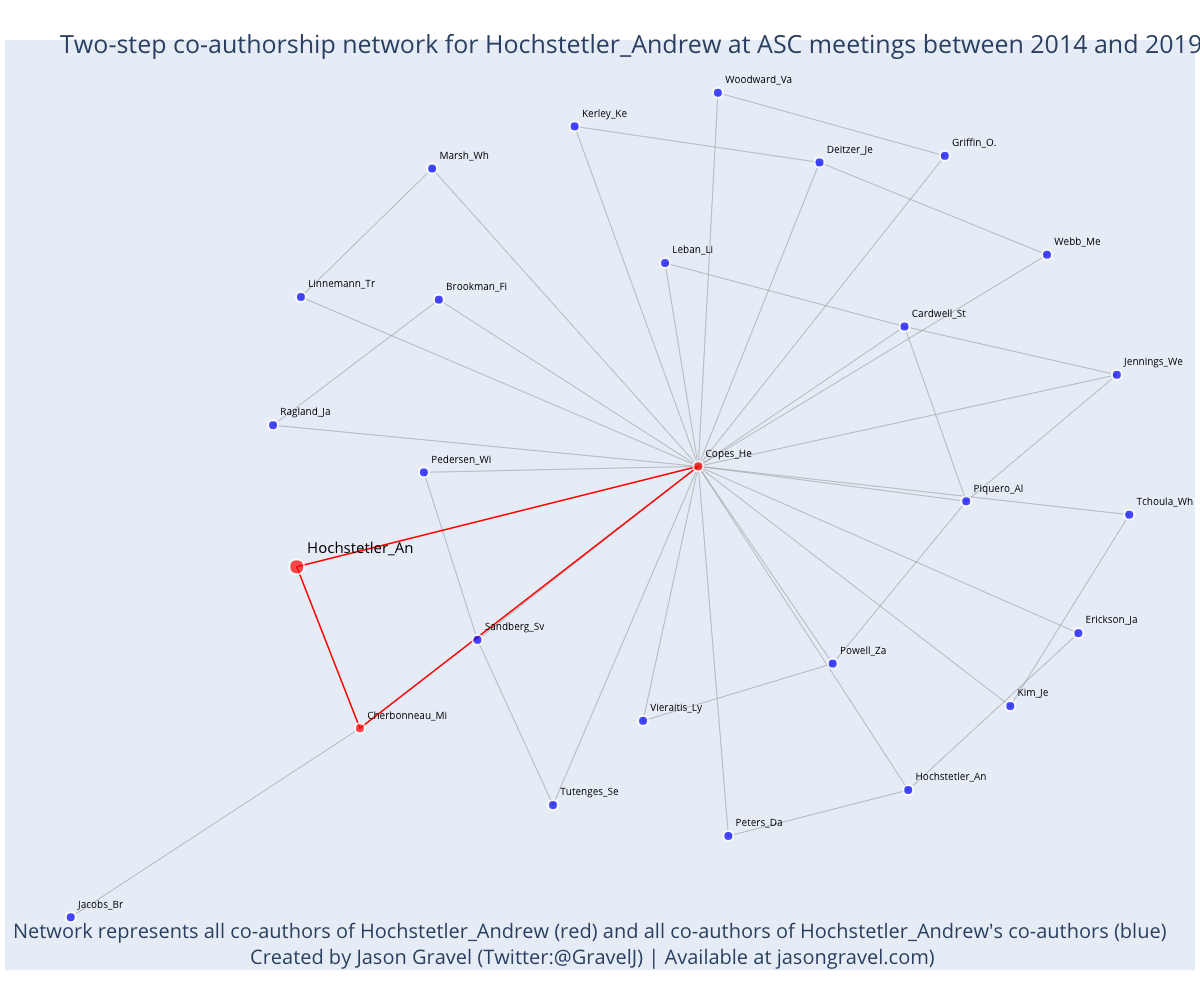 Two-step co-authorship network for Hochstetler_Andrew at ASC meetings between 2014 and 2019
Woodward_Va
Kerley_Ke
Griffin_O.
Deitzer_Je
Marsh_Wh
Webb_Me
Leban_Li
Linnemann_Tr
Brookman_Fi
Cardwell_St
Jennings_We
Ragland_Ja
Copes_He
Pedersen_Wi
Piquero_Al
Tchoula_Wh
Hochstetler_An
Erickson_Ja
Sandberg_Sv
Powell_Za
Kim_Je
Vieraitis_Ly
Cherbonneau_Mi
Hochstetler_An
Tutenges_Se
Peters_Da
Jacobs_Br
Network represents all co-authors of Hochstetler_Andrew (red) and all co-authors of Hochstetler_Andrew's co-authors (blue)
Created by Jason Gravel (Twitter:@GravelJ) | Available at jasongravel.com)